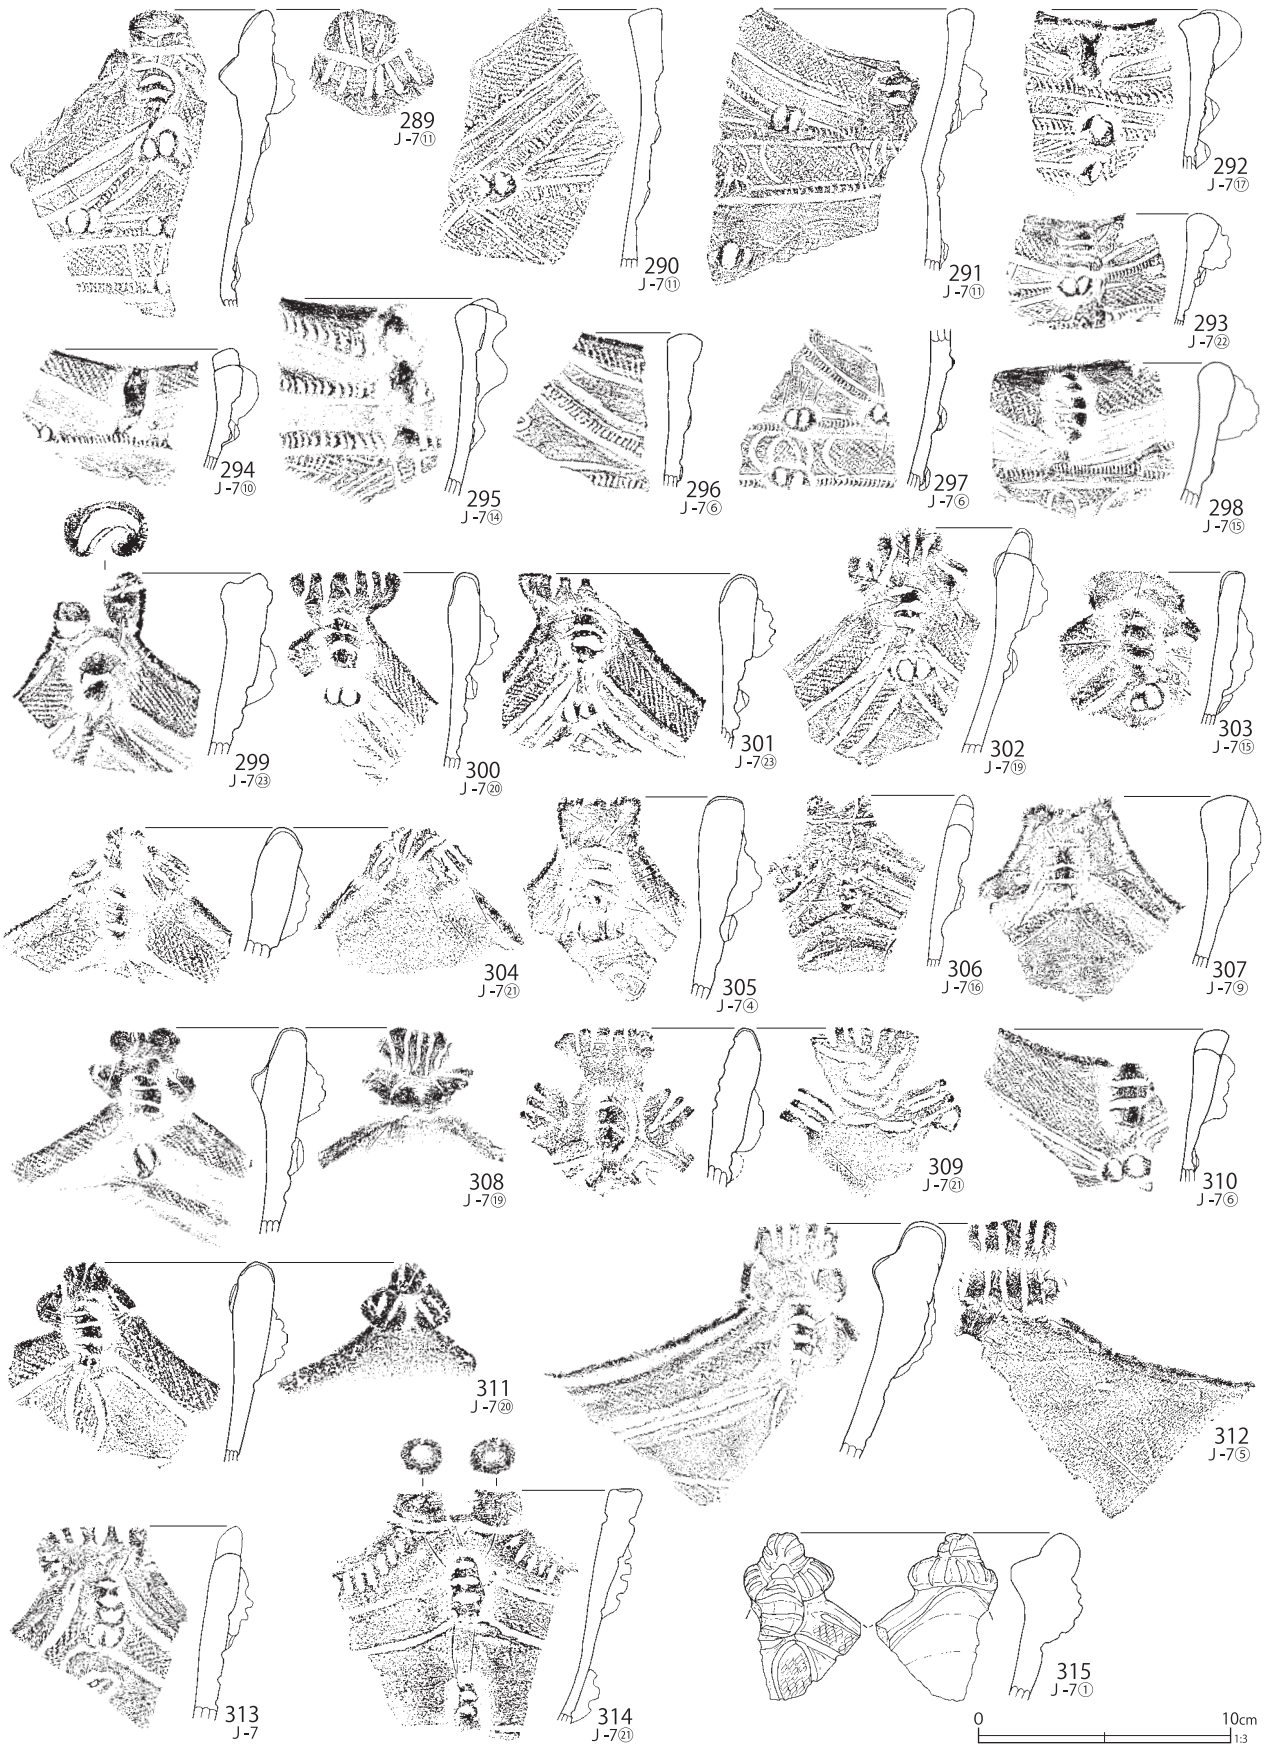 289
J-7⑪
290
J-7⑪
291
J-7⑪
292
J-7⑰
293
J-7㉒
294
J-7⑩
295
J-7⑭
296
J-7⑥
297
J-7⑥
298
J-7⑮
299
J-7㉓
300
J-7⑳
301
J-7㉓
302
J-7⑲
303
J-7⑮
304
J-7㉑
305
J-7④
306
J-7⑯
307
J-7⑨
308
J-7⑲
309
J-7㉑
310
J-7⑥
311
J-7⑳
312
J-7⑤
313
J-7
314
J-7㉑
315
J-7①
0 10cm
1:3